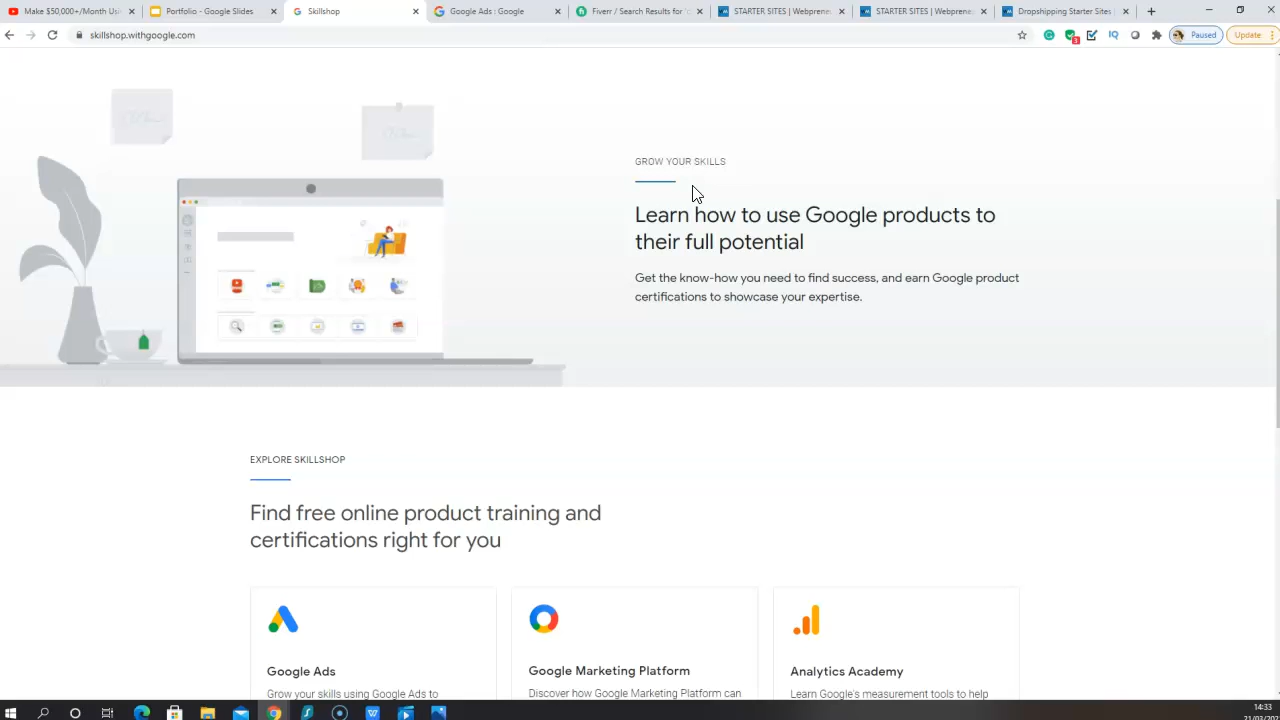 Make $50,000+/Month Usi
Portfolio - Google Slides
Skillshop
Google Ads : Google
Fiverr / Search Results for 'd
STARTER SITES | Webprene
STARTER SITES | Webprene
Dropshipping Starter Sites |
skillshop.withgoogle.com
Paused
Update
GROW YOUR SKILLS
Learn how to use Google products to
their full potential
Get the know-how you need to find success, and earn Google product
certifications to showcase your expertise.
EXPLORE SKILLSHOP
Find free online product training and
certifications right for you
Google Ads
Google Marketing Platform
Analytics Academy
Grow your skills using Google Ads to
Discover how Google Marketing Platform can
Learn Google's measurement tools to help
14:33